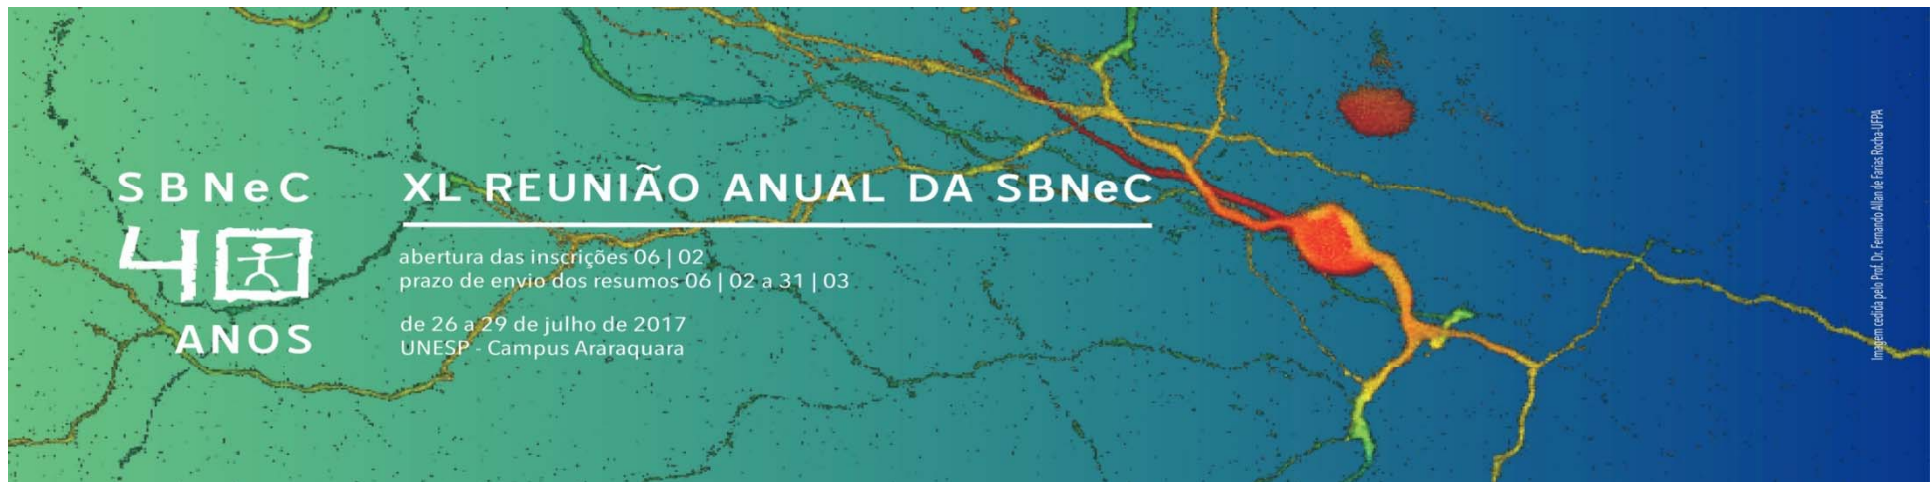 SBNeC
40
ANOS
XL REUNIÃO ANUAL DA SBNeC
abertura das inscrições 06 | 02
prazo de envio dos resumos 06 | 02 a 31 | 03
de 26 a 29 de julho de 2017
UNESP - Campus Araraquara
Imagem cedida pelo Prof. Dr. Fernando Allan de Farias Rocha-UFPA